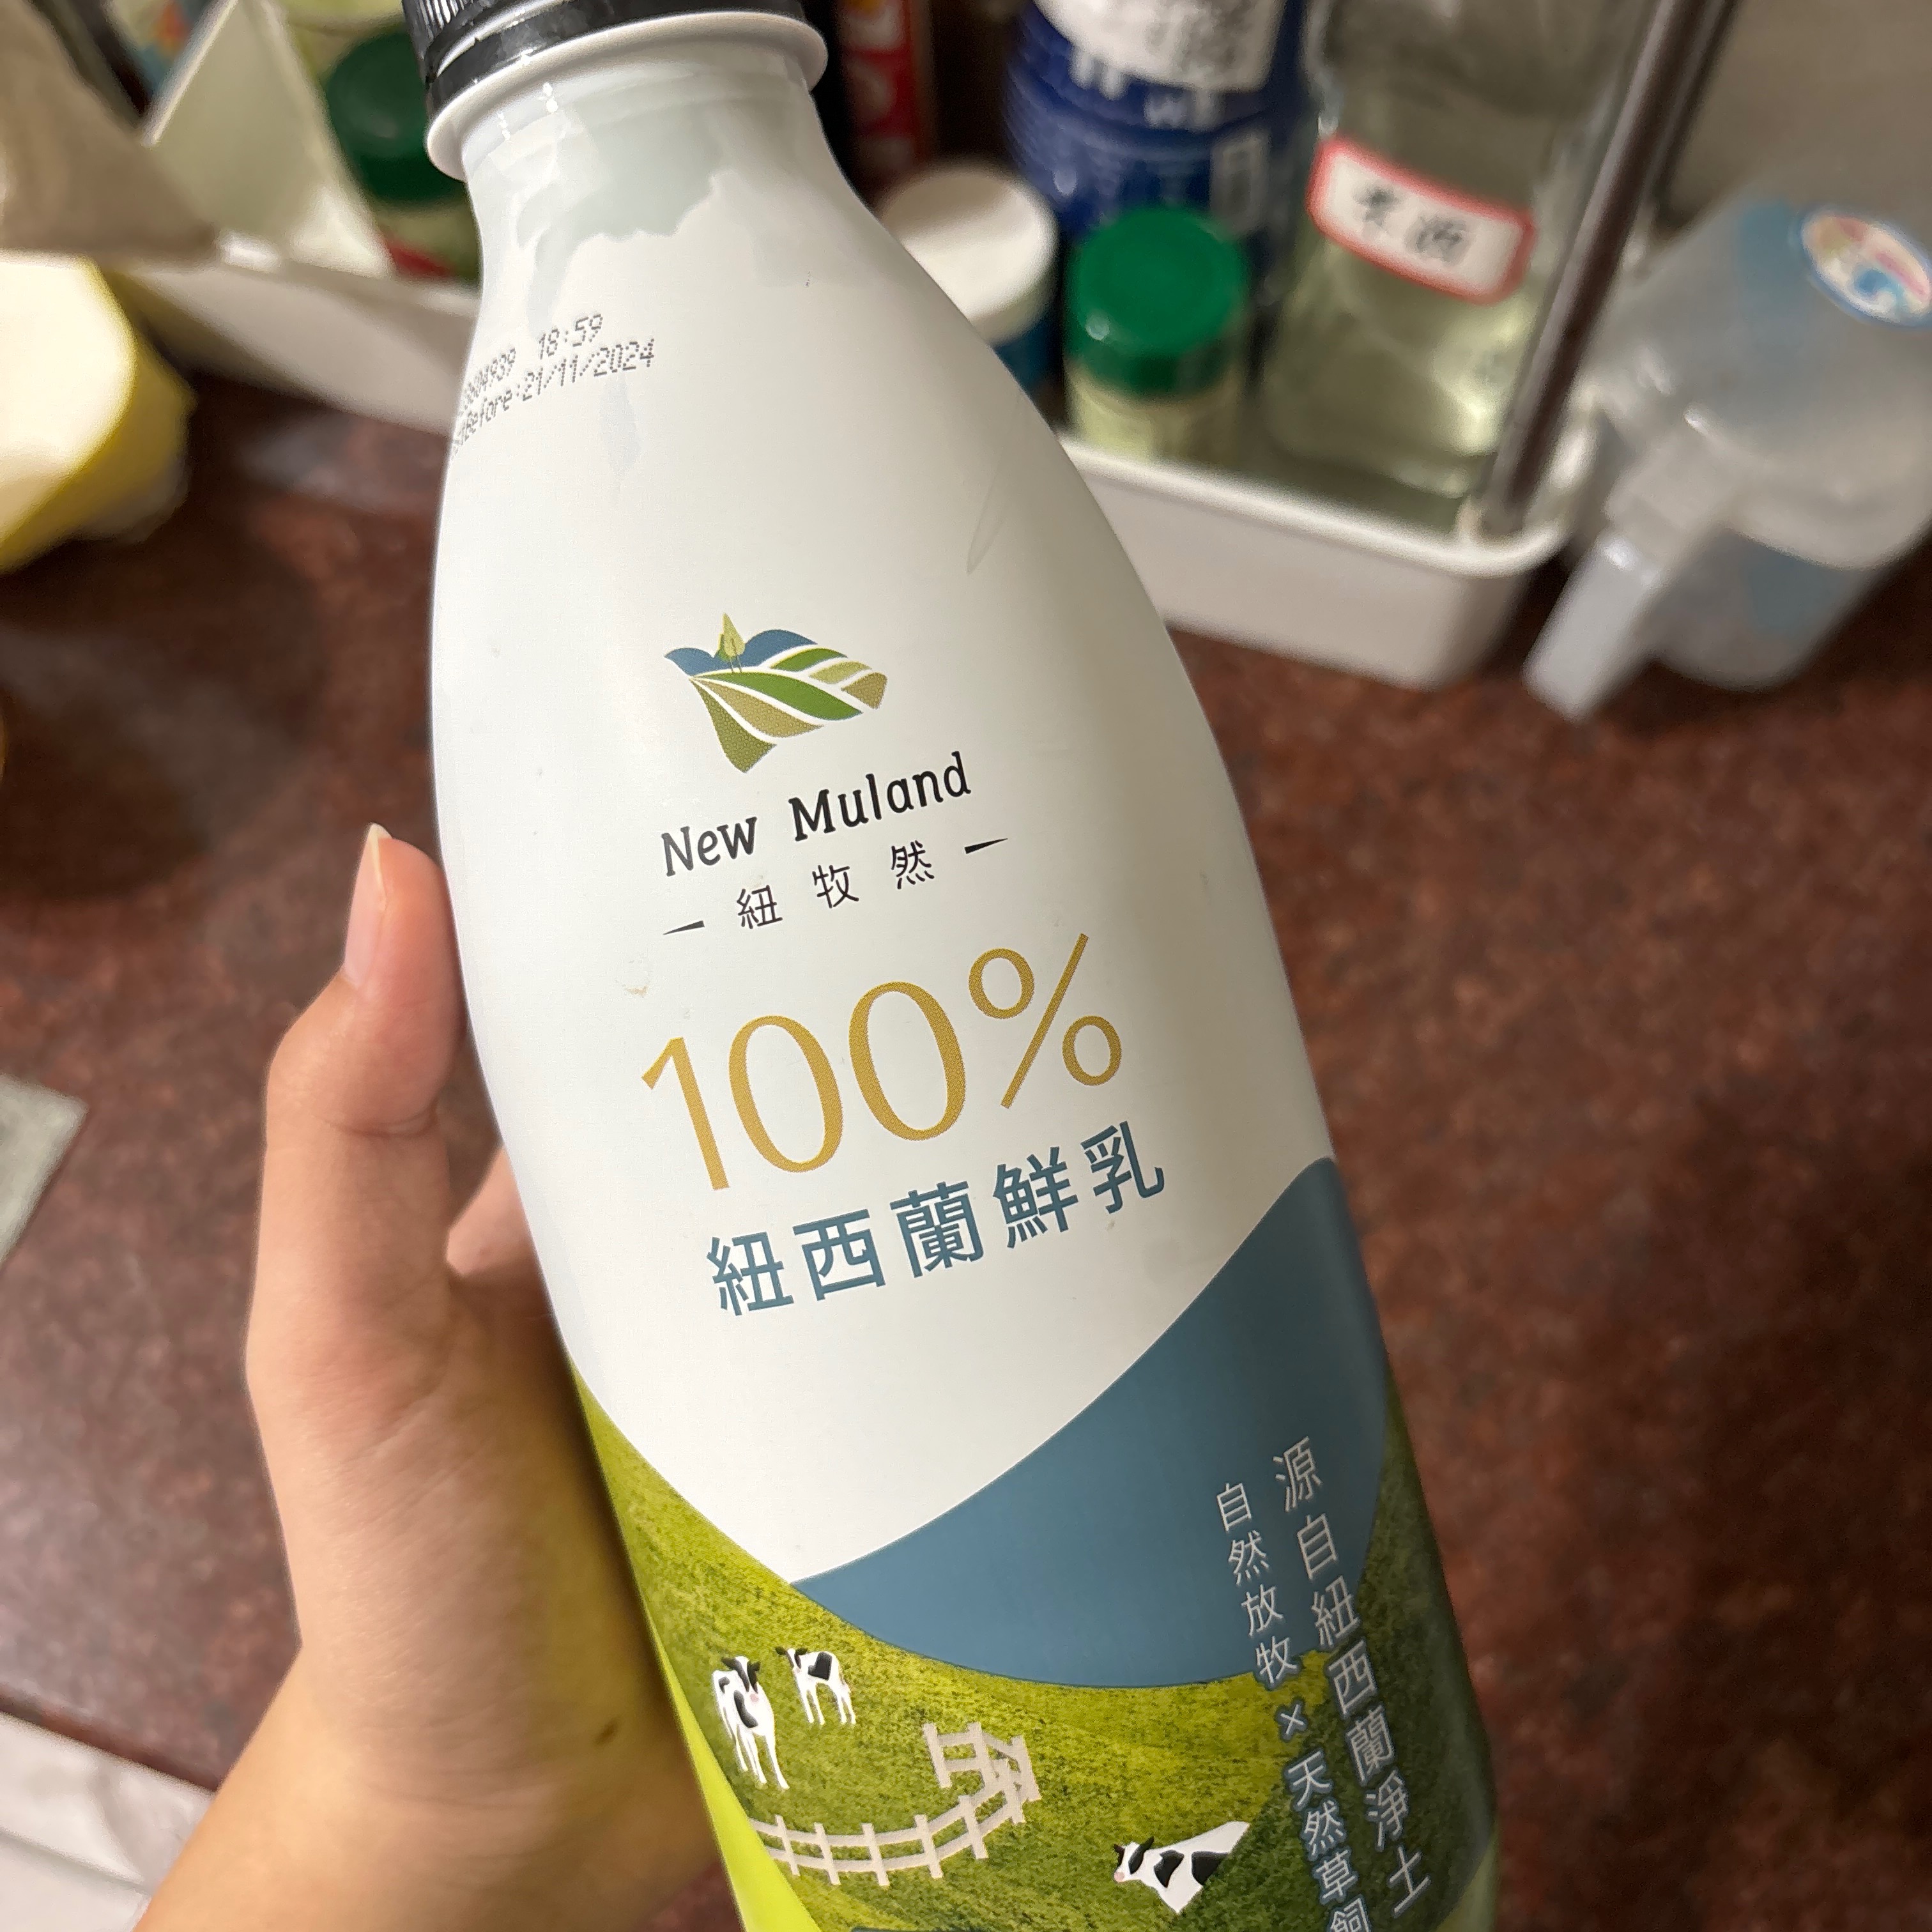 18:59
Before:21/11/2024
New Muland
紐牧然
100%
紐西蘭鮮乳
源自紐西蘭淨土
自然放牧×天然草飼